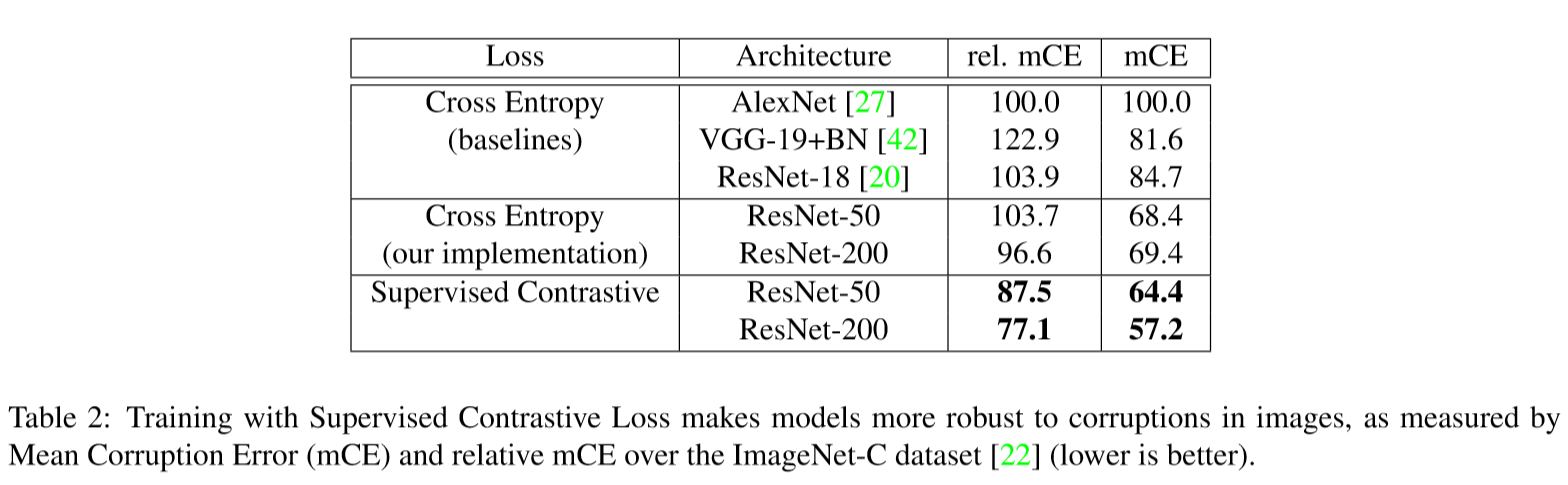 Loss Architecture rel. mCE mCE
Cross Entropy AlexNet [27] 100.0 100.0
(baselines) VGG-19+BN [42] 122.9 81.6
ResNet-18 [20] 103.9 84.7
Cross Entropy ResNet-50 103.7 68.4
(our implementation) ResNet-200 96.6 69.4
Supervised Contrastive ResNet-50 87.5 64.4
ResNet-200 77.1 57.2
Table 2: Training with Supervised Contrastive Loss makes models more robust to corruptions in images, as measured by
Mean Corruption Error (mCE) and relative mCE over the ImageNet-C dataset [22] (lower is better).